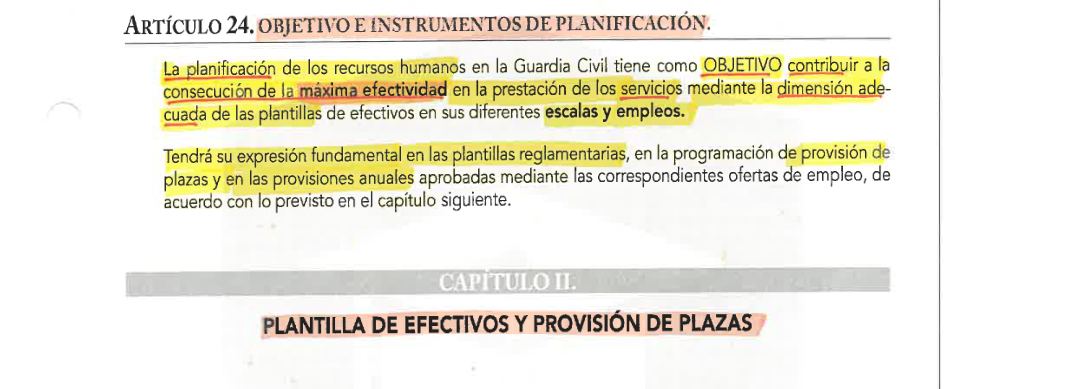 ARTÍCULO 24. OBJETIVO E INSTRUMENTOS DE PLANIFICACIÓN.
La planificación de los recursos humanos en la Guardia Civil tiene como OBJETIVO contribuir a la
consecución de la máxima efectividad en la prestación de los servicios mediante la dimensión ade-
cuada de las plantillas de efectivos en sus diferentes escalas y empleos.
Tendrá su expresión fundamental en las plantillas reglamentarias, en la programación de provisión de
plazas y en las provisiones anuales aprobadas mediante las correspondientes ofertas de empleo, de
acuerdo con lo previsto en el capítulo siguiente.
CAPÍTULO II.
PLANTILLA DE EFECTIVOS Y PROVISIÓN DE PLAZAS